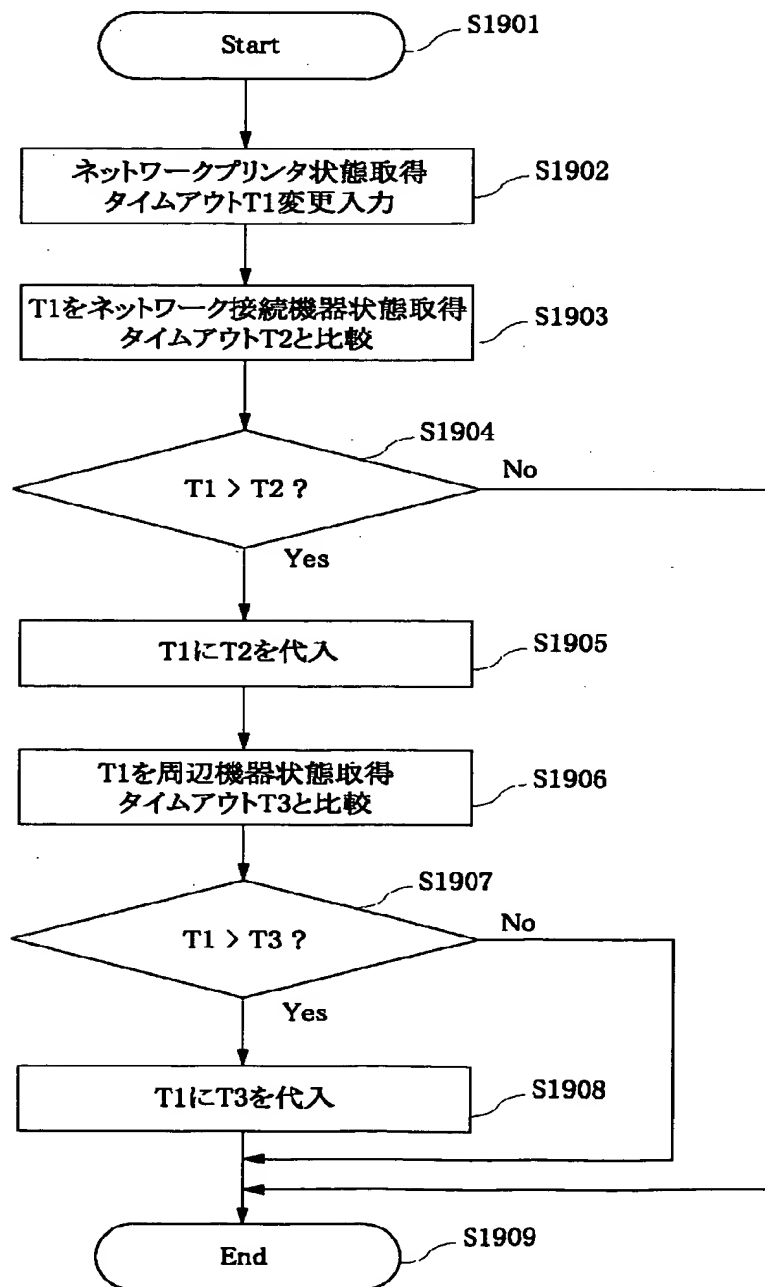 Start
S1901
ネットワークプリンタ状態取得
タイムアウトT1変更入力
S1902
T1をネットワーク接続機器状態取得
タイムアウトT2と比較
S1903
S1904
T1 > T2 ?
No
Yes
T1にT2を代入
S1905
T1を周辺機器状態取得
タイムアウトT3と比較
S1906
S1907
T1 > T3 ?
No
Yes
T1にT3を代入
S1908
End
S1909